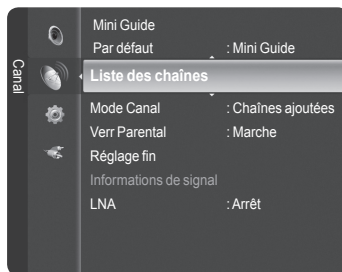 Canal
Mini Guide
Par défaut : Mini Guide
Liste des chaînes
Mode Canal : Chaînes ajoutées
Verr Parental : Marche
Réglage fin
Informations de signal
LNA : Arrêt